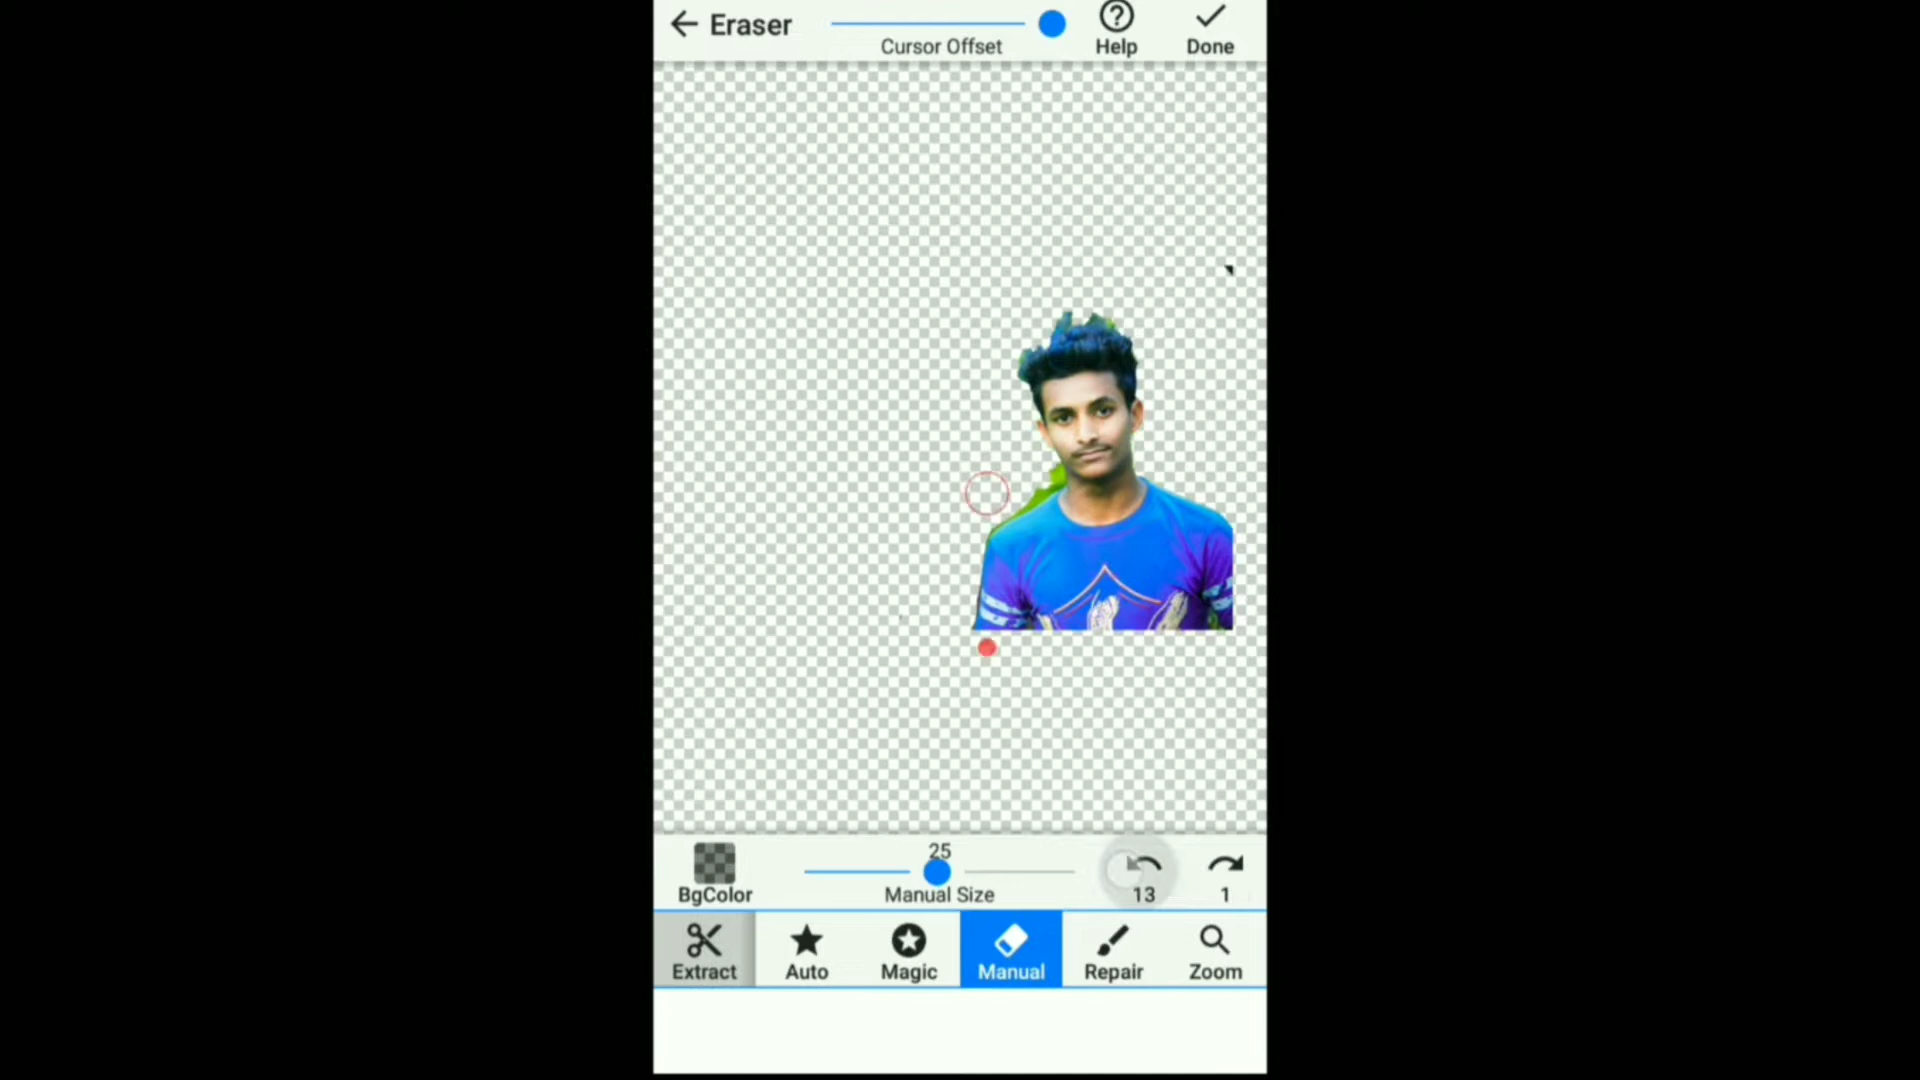 Eraser
Cursor Offset
Help
Done
BgColor
25
Manual Size
13
1
Extract
Auto
Magic
Manual
Repair
Zoom